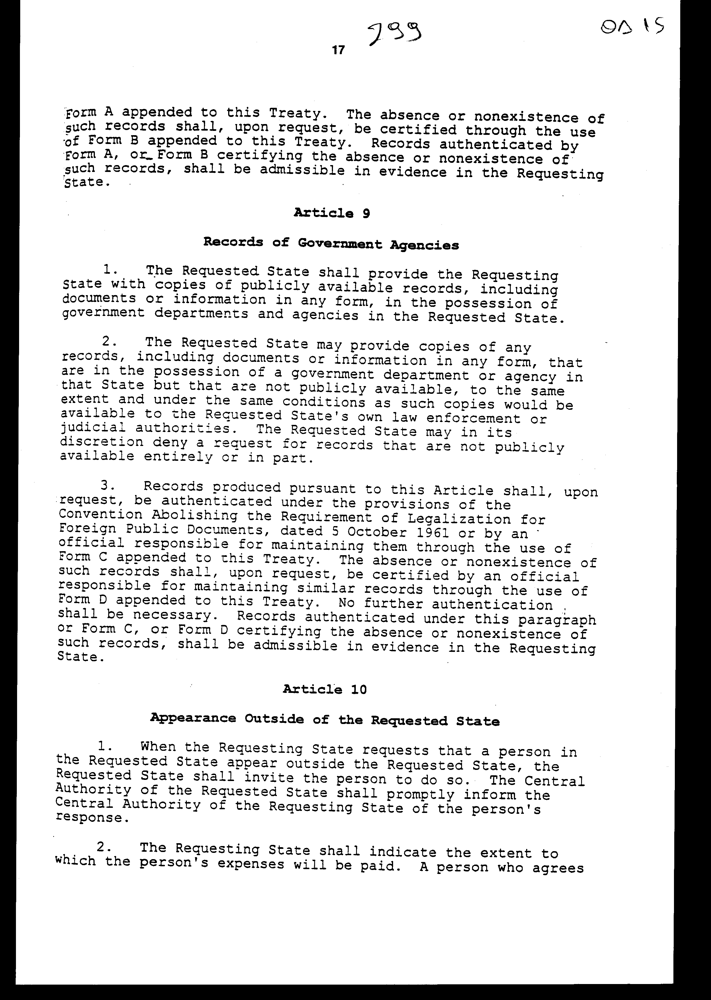 299
OA 15
17
Form A appended to this Treaty. The absence or nonexistence of
such records shall, upon request, be certified through the use
of Form B appended to this Treaty. Records authenticated by
Form A, or Form B certifying the absence or nonexistence of
such records, shall be admissible in evidence in the Requesting
State.
Article 9
Records of Government Agencies
1. The Requested State shall provide the Requesting
State with copies of publicly available records, including
documents or information in any form, in the possession of
government departments and agencies in the Requested State.
2. The Requested State may provide copies of any
records, including documents or information in any form, that
are in the possession of a government department or agency in
that State but that are not publicly available, to the same
extent and under the same conditions as such copies would be
available to the Requested State's own law enforcement or
judicial authorities. The Requested State may in its
discretion deny a request for records that are not publicly
available entirely or in part.
3. Records produced pursuant to this Article shall, upon
request, be authenticated under the provisions of the
Convention Abolishing the Requirement of Legalization for
Foreign Public Documents, dated 5 October 1961 or by an
official responsible for maintaining them through the use of
Form C appended to this Treaty. The absence or nonexistence of
such records shall, upon request, be certified by an official
responsible for maintaining similar records through the use of
Form D appended to this Treaty. No further authentication
shall be necessary. Records authenticated under this paragraph
or Form C, or Form D certifying the absence or nonexistence of
such records, shall be admissible in evidence in the Requesting
State.
Article 10
Appearance Outside of the Requested State
1. When the Requesting State requests that a person in
the Requested State appear outside the Requested State, the
Requested State shall invite the person to do so. The Central
Authority of the Requested State shall promptly inform the
Central Authority of the Requesting State of the person's
response.
2. The Requesting State shall indicate the extent to
which the person's expenses will be paid. A person who agrees